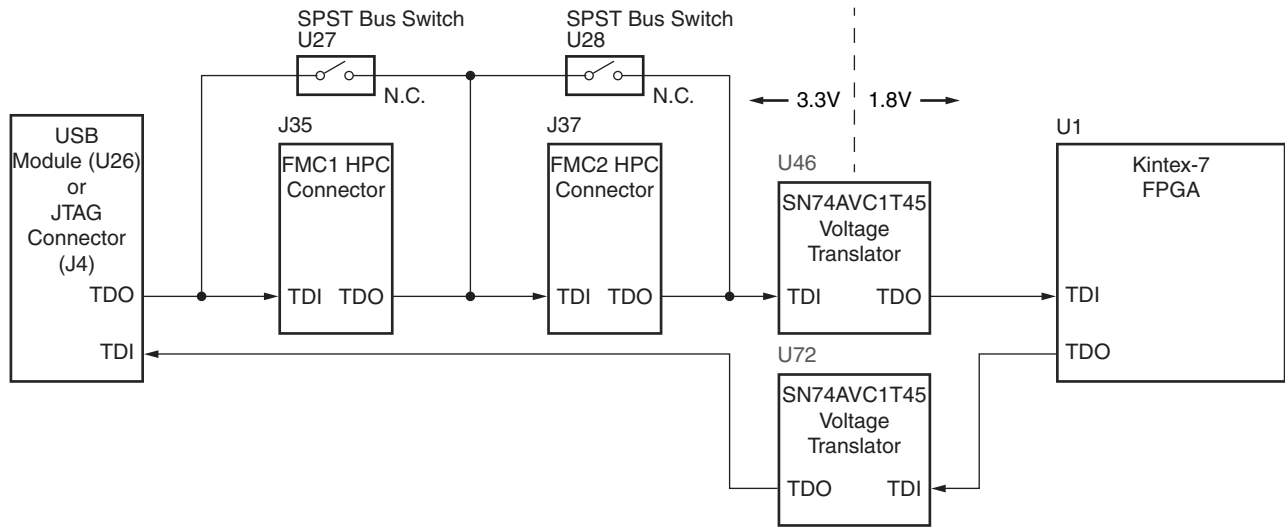 SPST Bus Switch
U27
N.C.
SPST Bus Switch
U28
N.C.
3.3V
1.8V
USB
Module (U26)
or
JTAG
Connector
(J4)
TDO
TDI
J35
FMC1 HPC
Connector
TDI
TDO
J37
FMC2 HPC
Connector
TDI
TDO
U46
SN74AVC1T45
Voltage
Translator
TDI
TDO
U1
Kintex-7
FPGA
TDI
TDO
U72
SN74AVC1T45
Voltage
Translator
TDO
TDI